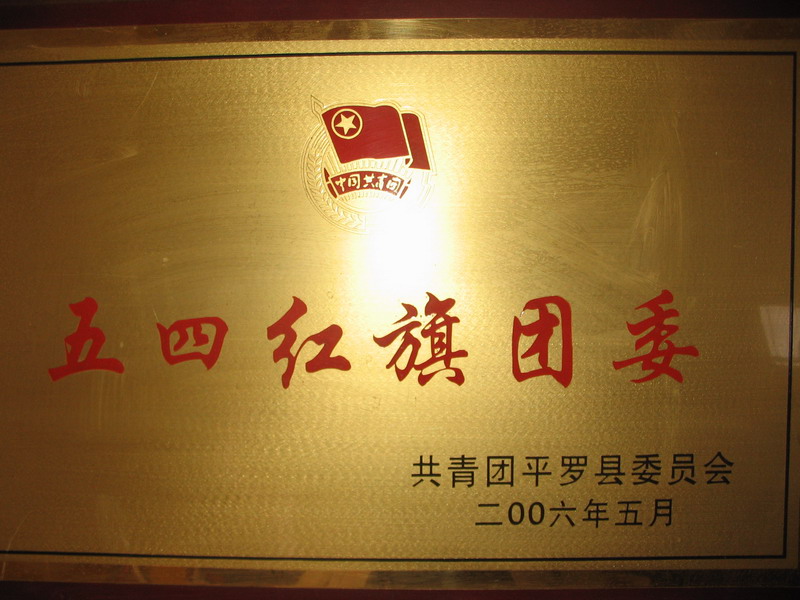 中国共青团
五四红旗团委
共青团平罗县委员会
二00六年五月